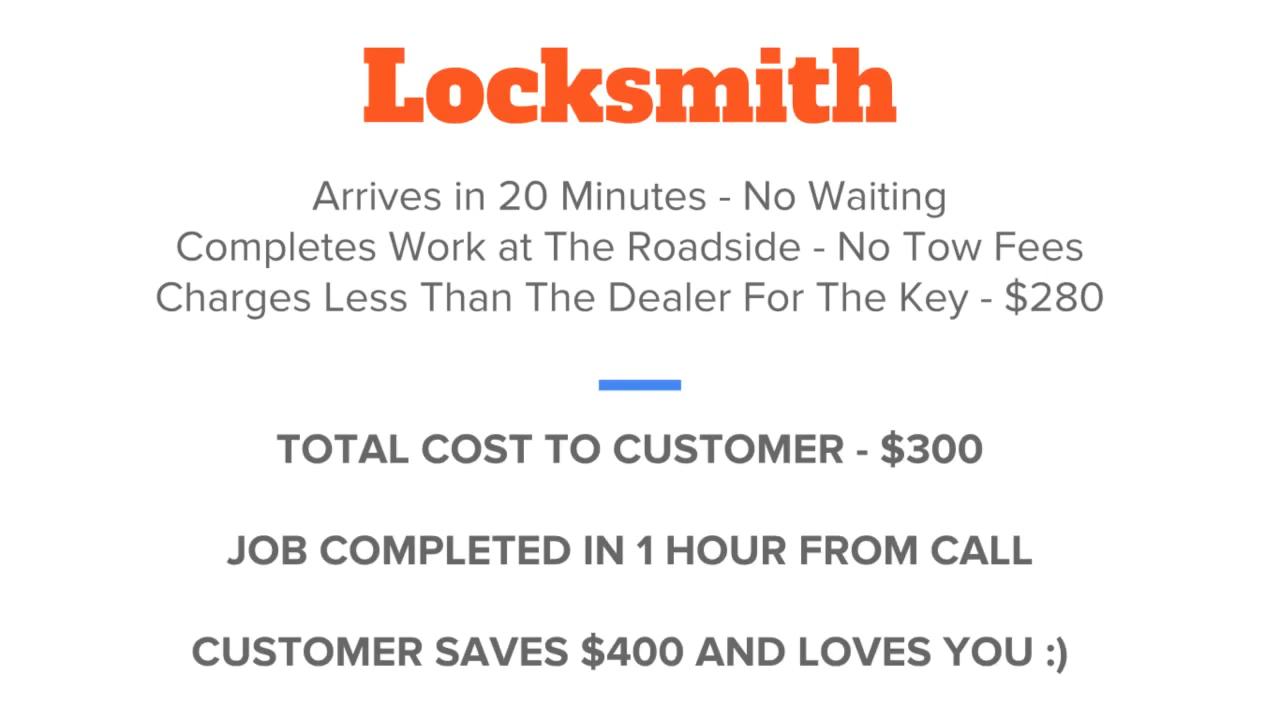 Locksmith
Arrives in 20 Minutes - No Waiting
Completes Work at The Roadside - No Tow Fees
Charges Less Than The Dealer For The Key - $280
TOTAL COST TO CUSTOMER - $300
JOB COMPLETED IN 1 HOUR FROM CALL
CUSTOMER SAVES $400 AND LOVES YOU :)